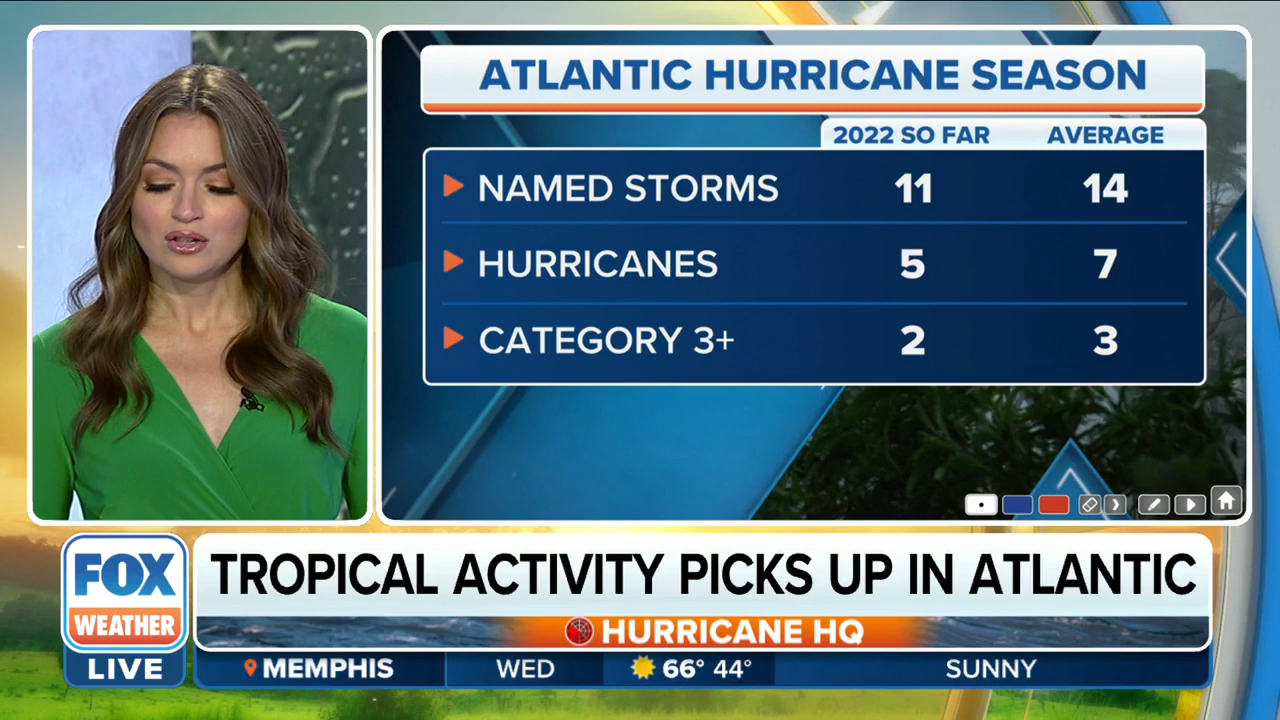 ATLANTIC HURRICANE SEASON
2022 SO FAR AVERAGE
NAMED STORMS 11 14
HURRICANES 5 7
CATEGORY 3+ 2 3
FOX
WEATHER
LIVE
TROPICAL ACTIVITY PICKS UP IN ATLANTIC
HURRICANE HQ
MEMPHIS WED 66° 44° SUNNY